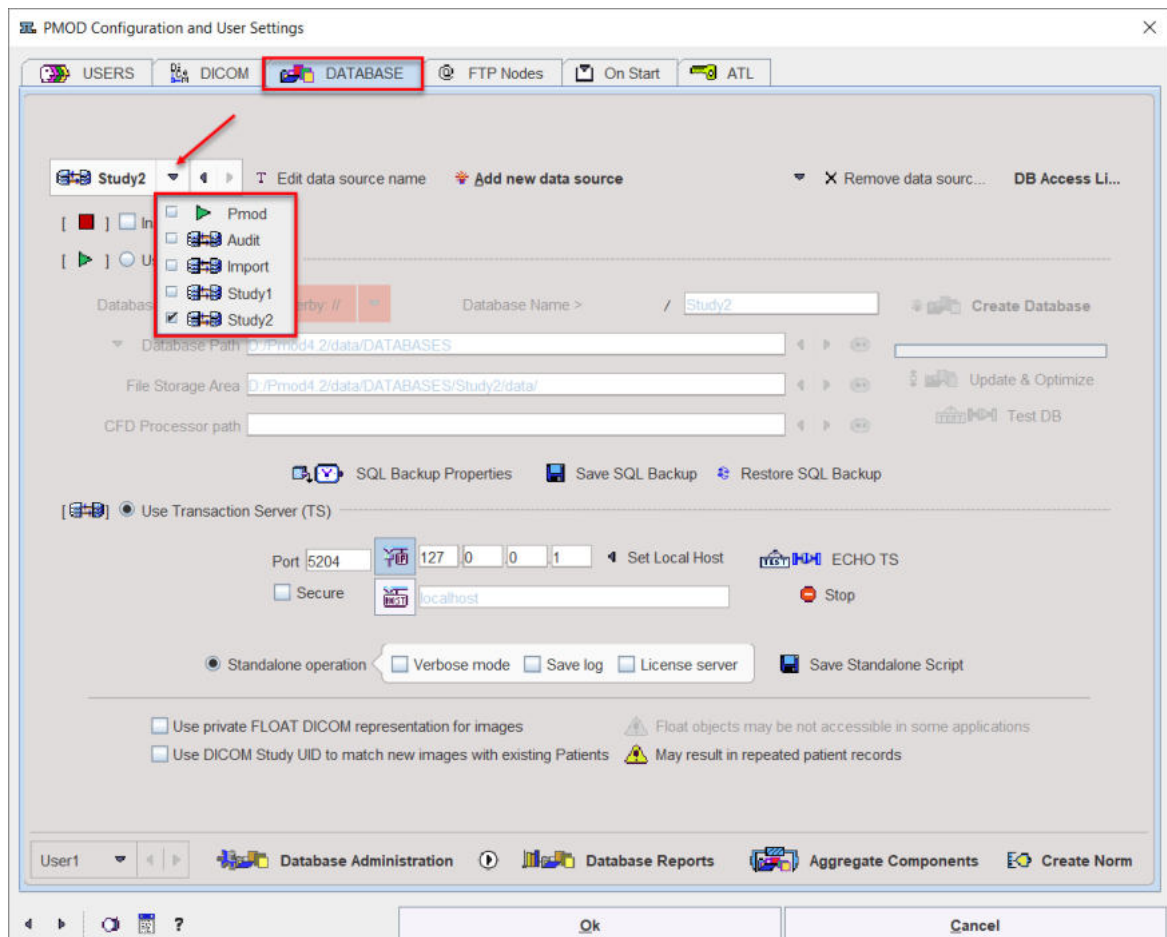 PMOD Configuration and User Settings
USERS DICOM DATABASE FTP Nodes On Start ATL
Study2 T Edit data source name Add new data source X Remove data sourc... DB Access Li...
[ ] In
Pmod
Audit
[ ] Us
Import
Study1
Study2
Databas erby: // Database Name > / Study2 Create Database
Database Path D:/Pmod4.2/data/DATABASES
File Storage Area D:/Pmod4.2/data/DATABASES/Study2/data/ Update & Optimize
CFD Processor path Test DB
SQL Backup Properties Save SQL Backup Restore SQL Backup
[ ] Use Transaction Server (TS)
Port 5204 IP 127 .0 .0 .1 Set Local Host TEST ECHO TS
Secure HOST localhost Stop
Standalone operation Verbose mode Save log License server Save Standalone Script
Use private FLOAT DICOM representation for images Float objects may be not accessible in some applications
Use DICOM Study UID to match new images with existing Patients May result in repeated patient records
User1 Database Administration Database Reports Aggregate Components Create Norm
? Ok Cancel